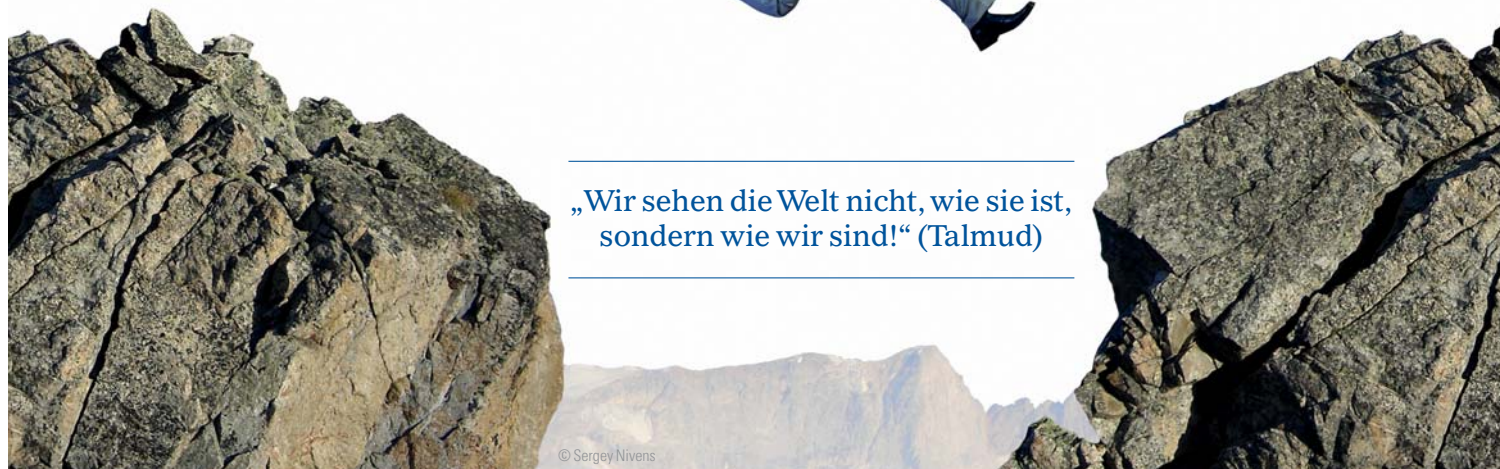 „Wir sehen die Welt nicht, wie sie ist,
sondern wie wir sind!“ (Talmud)
© Sergey Nivens